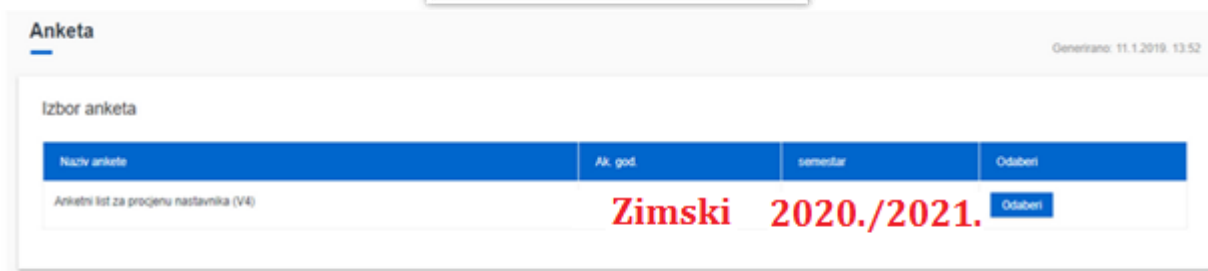 Anketa
Generirano: 11.1.2019. 13:52
Izbor anketa
Naziv ankete Ak. god. semestar Odaberi
Anketni list za procjenu nastavnika (V4) Zimski 2020./2021. Odaberi